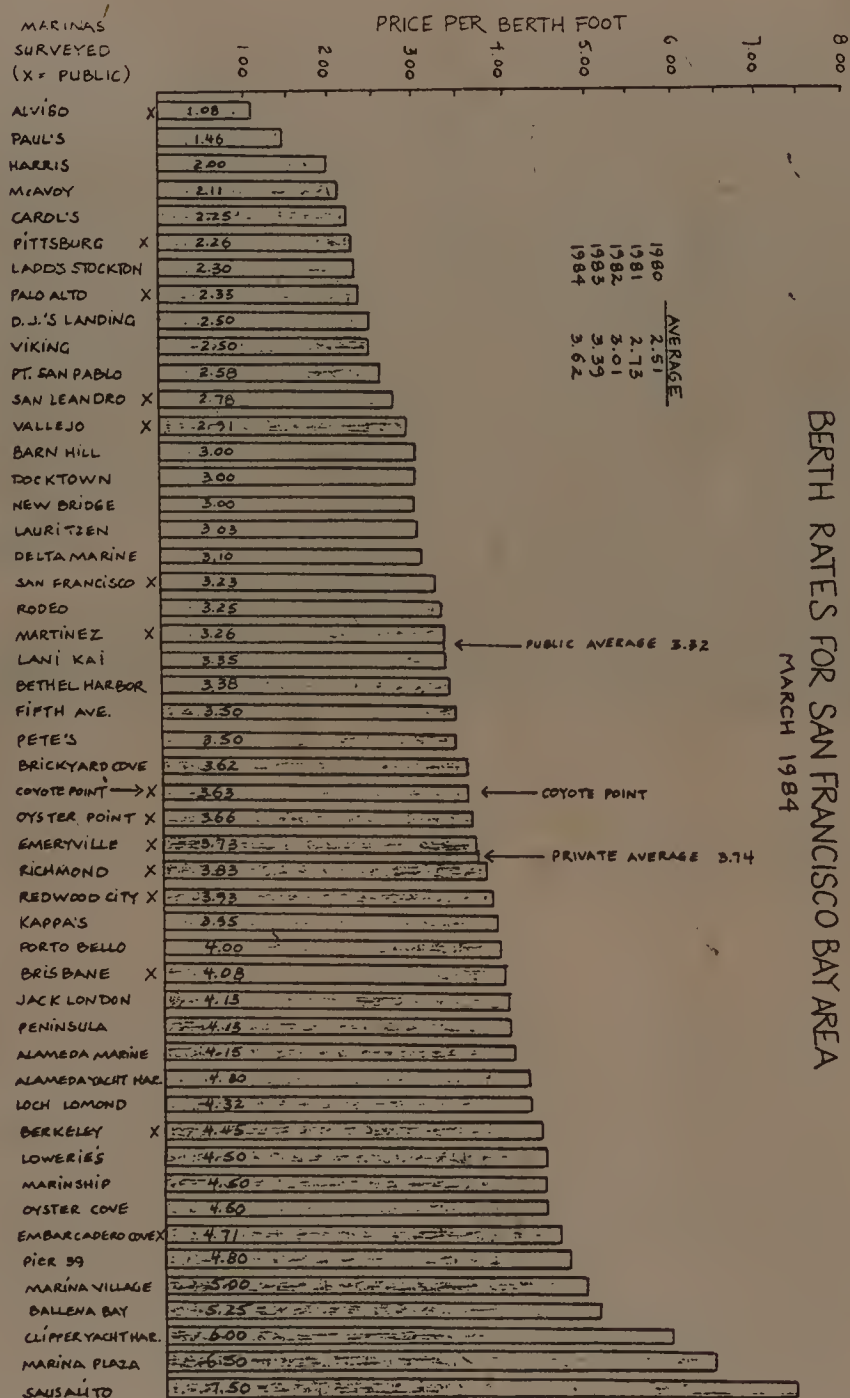 MARINAS
SURVEYED
(X = PUBLIC)
PRICE PER BERTH FOOT
1.00 2.00 3.00 4.00 5.00 6.00 7.00 8.00
ALViSO X 1.08
PAUL'S 1.46
HARRIS 2.00
McAVOY 2.11
CAROL'S 2.25
PiTTSBURG X 2.26
LADD'S STOCKTON 2.30
PALO ALTO X 2.35
D.J.'S LANDING 2.50
ViKING 2.50
PT. SAN PABLO 2.58
SAN LEANDRO X 2.78
VALLEJO X 2.91
BARN HILL 3.00
DOCKTOWN 3.00
NEW BRIDGE 3.00
LAURiTZEN 3.03
DELTA MARINE 3.10
SAN FRANCISCO X 3.23
RODEO 3.25
MARTINEZ X 3.26
PUBLIC AVERAGE 3.32
LANi KAi 3.35
BETHEL HARBOR 3.38
FiFTH AVE. 3.50
PETE'S 3.50
BRICKYARD COVE 3.62
COYOTE POINT → X 3.63 ← COYOTE POINT
OYSTER POINT X 3.66
EMERYVILLE X 3.73
PRIVATE AVERAGE 3.74
RICHMOND X 3.83
REDWOOD CITY X 3.93
KAPPA'S 3.95
PORTO BELLO 4.00
BRISBANE X 4.08
JACK LONDON 4.13
PENINSULA 4.13
ALAMEDA MARINE 4.15
ALAMEDA YACHT HAR. 4.30
LOCH LOMOND 4.32
BERKELEY X 4.45
LOWERIE'S 4.50
MARINSHIP 4.50
OYSTER COVE 4.50
EMBARCADERO COVE X 4.71
PiER 39 4.80
MARINA VILLAGE 5.00
BALLENA BAY 5.25
CLIPPER YACHT HAR. 6.00
MARINA PLAZA 6.50
SAUSALITO 7.50
AVERAGE
1980 2.51
1981 2.73
1982 3.01
1983 3.39
1984 3.62
BERTH RATES FOR SAN FRANCISCO BAY AREA
MARCH 1984